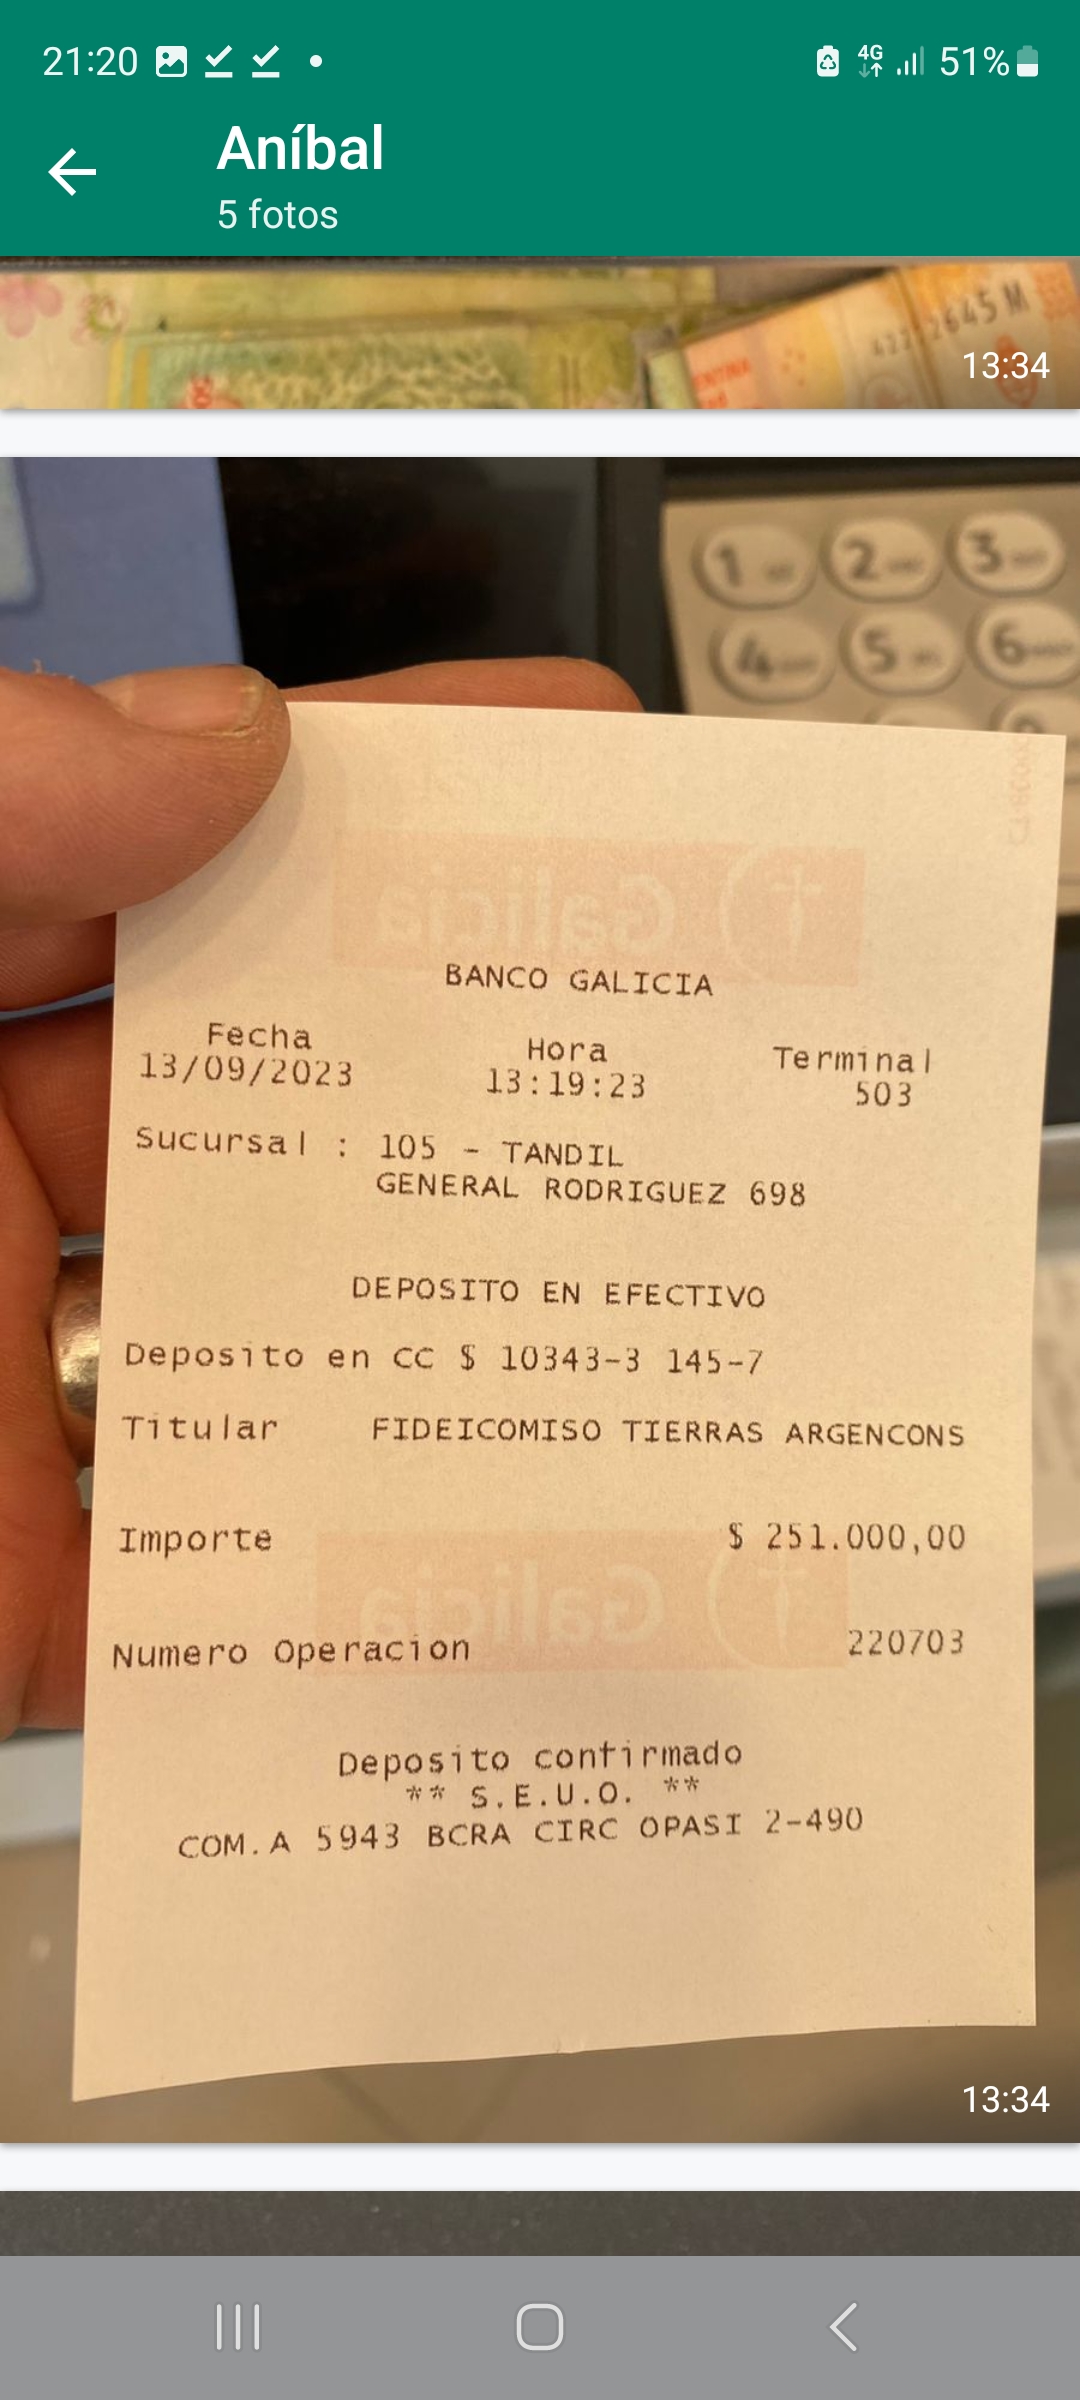 21:20
4G
51%
Aníbal
5 fotos
2645 M
13:34
1 2 3
4 5 6
Galicia
BANCO GALICIA
Fecha Hora Terminal
13/09/2023 13:19:23 503
Sucursal : 105 - TANDIL
GENERAL RODRIGUEZ 698
DEPOSITO EN EFECTIVO
Deposito en CC $ 10343-3 145-7
Titular FIDEICOMISO TIERRAS ARGENCONS
Importe $ 251.000,00
Galicia
Numero Operacion 220703
Deposito confirmado
** S.E.U.O. **
COM.A 5943 BCRA CIRC OPASI 2-490
13:34